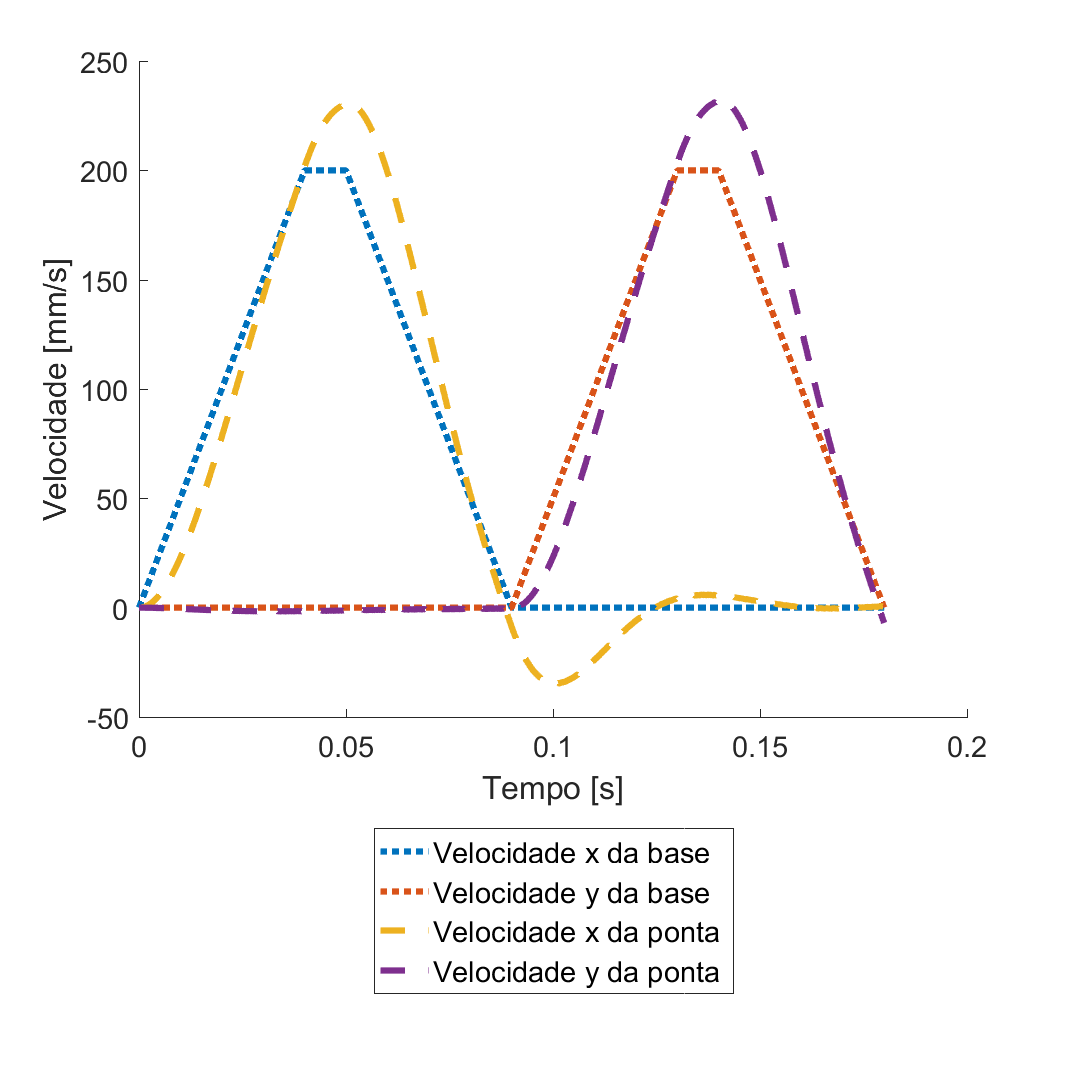 250
200
150
100
50
0
-50
Velocidade [mm/s]
0 0.05 0.1 0.15 0.2
Tempo [s]
Velocidade x da base
Velocidade y da base
Velocidade x da ponta
Velocidade y da ponta